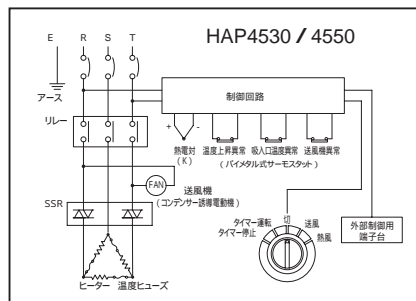 HAP4530 / 4550
E R S T
アース
制御回路
リレー
+ -
熱電対
(K)
温度上昇異常 吸入口温度異常 送風機異常
(バイメタル式サーモスタット)
FAN
送風機
(コンデンサー誘導電動機)
SSR
切
タイマー運転 送風
タイマー停止 熱風
外部制御用
端子台
ヒーター 温度ヒューズ